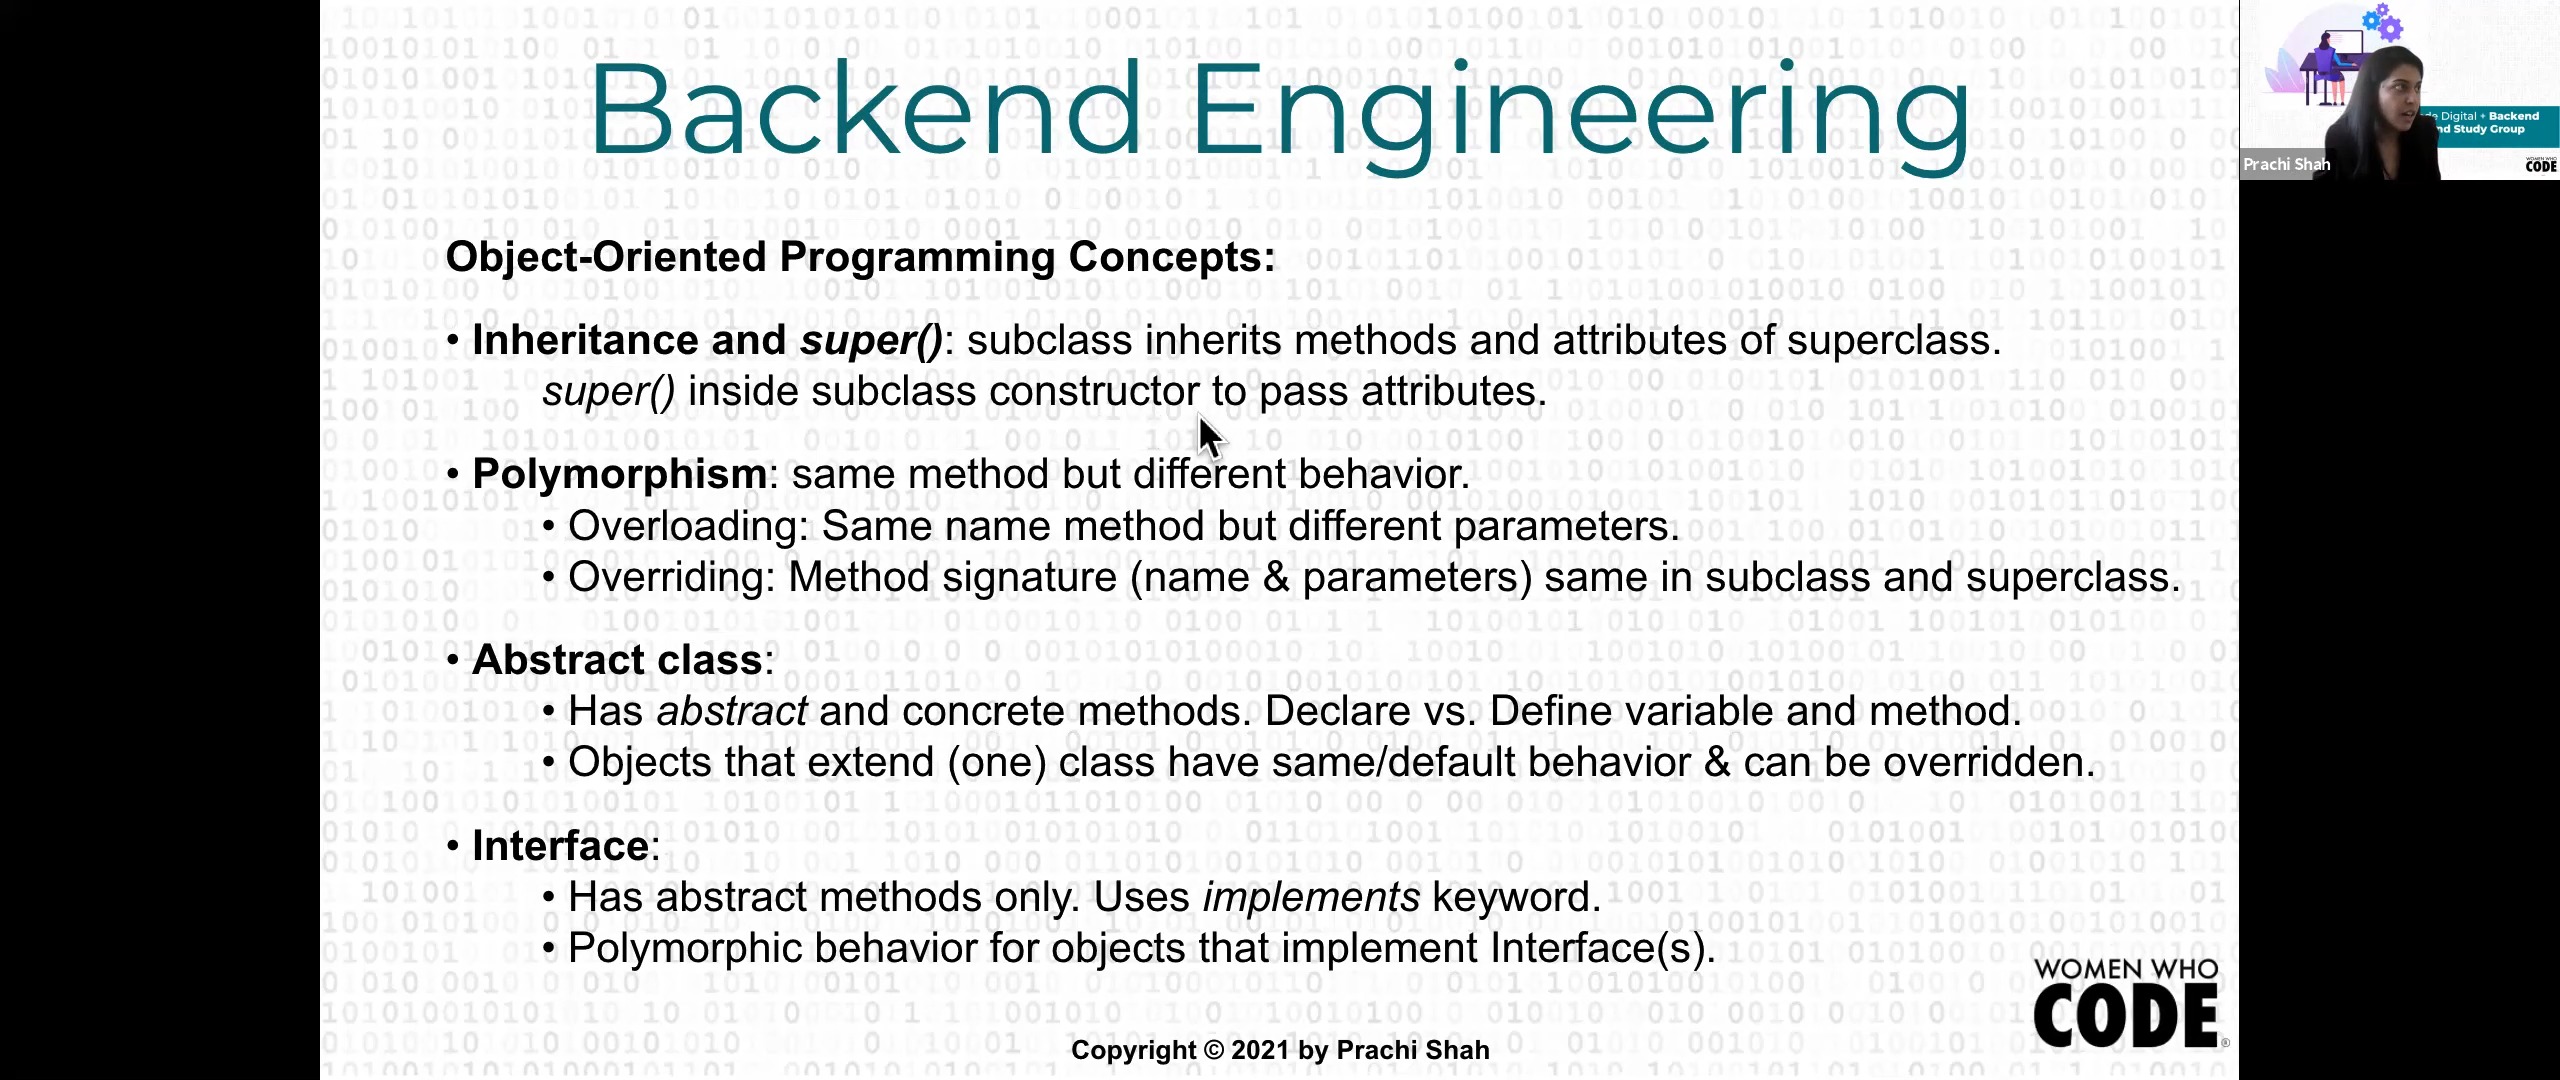 Backend Engineering
Object-Oriented Programming Concepts:
• Inheritance and super(): subclass inherits methods and attributes of superclass.
super() inside subclass constructor to pass attributes.
• Polymorphism: same method but different behavior.
• Overloading: Same name method but different parameters.
• Overriding: Method signature (name & parameters) same in subclass and superclass.
• Abstract class:
• Has abstract and concrete methods. Declare vs. Define variable and method.
• Objects that extend (one) class have same/default behavior & can be overridden.
• Interface:
• Has abstract methods only. Uses implements keyword.
• Polymorphic behavior for objects that implement Interface(s).
WOMEN WHO
CODE
Copyright © 2021 by Prachi Shah
Digital + Backend
Study Group
Prachi Shah
WOMEN WHO
CODE